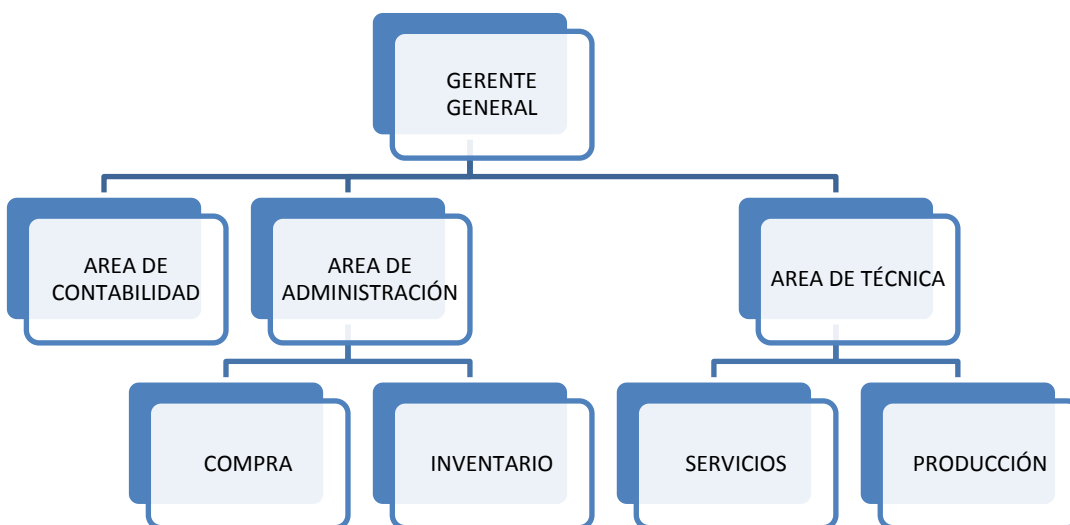 GERENTE
GENERAL
AREA DE
CONTABILIDAD
AREA DE
ADMINISTRACIÓN
AREA DE TÉCNICA
COMPRA
INVENTARIO
SERVICIOS
PRODUCCIÓN